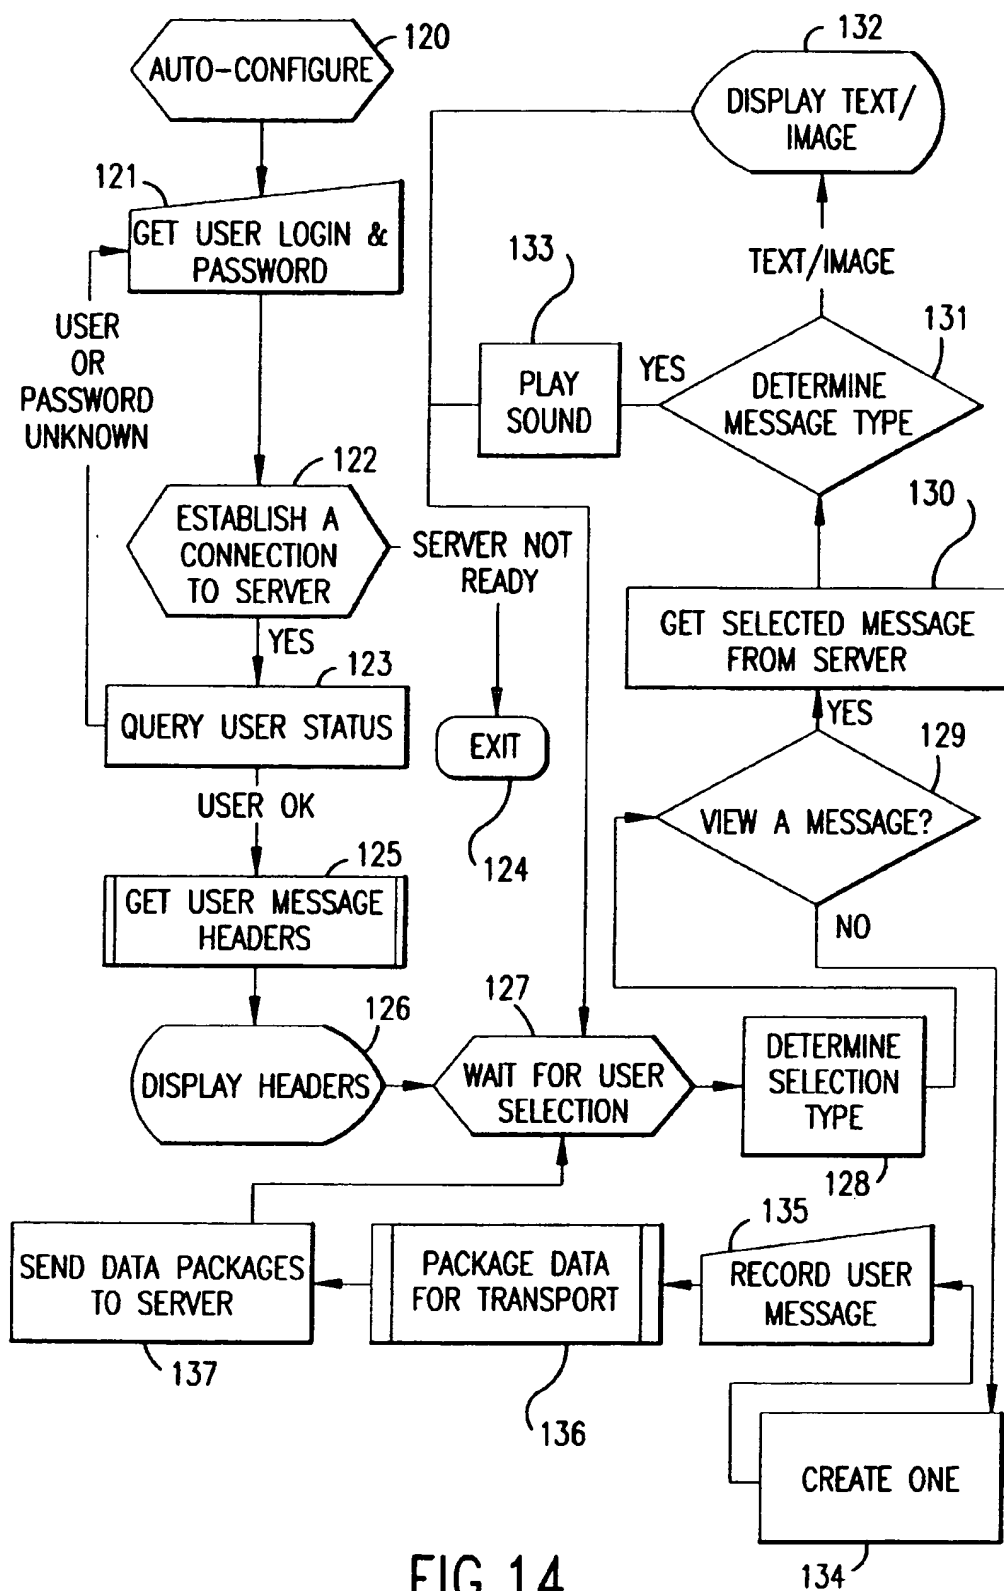 120
AUTO-CONFIGURE
121
GET USER LOGIN &
PASSWORD
USER
OR
PASSWORD
UNKNOWN
122
ESTABLISH A
CONNECTION
TO SERVER
SERVER NOT
READY
YES
123
QUERY USER STATUS
EXIT
124
USER OK
125
GET USER MESSAGE
HEADERS
126
DISPLAY HEADERS
127
WAIT FOR USER
SELECTION
DETERMINE
SELECTION
TYPE
128
129
VIEW A MESSAGE?
YES
NO
130
GET SELECTED MESSAGE
FROM SERVER
131
DETERMINE
MESSAGE TYPE
TEXT/IMAGE
132
DISPLAY TEXT/
IMAGE
YES
133
PLAY
SOUND
134
CREATE ONE
135
RECORD USER
MESSAGE
136
PACKAGE DATA
FOR TRANSPORT
137
SEND DATA PACKAGES
TO SERVER
FIG.14